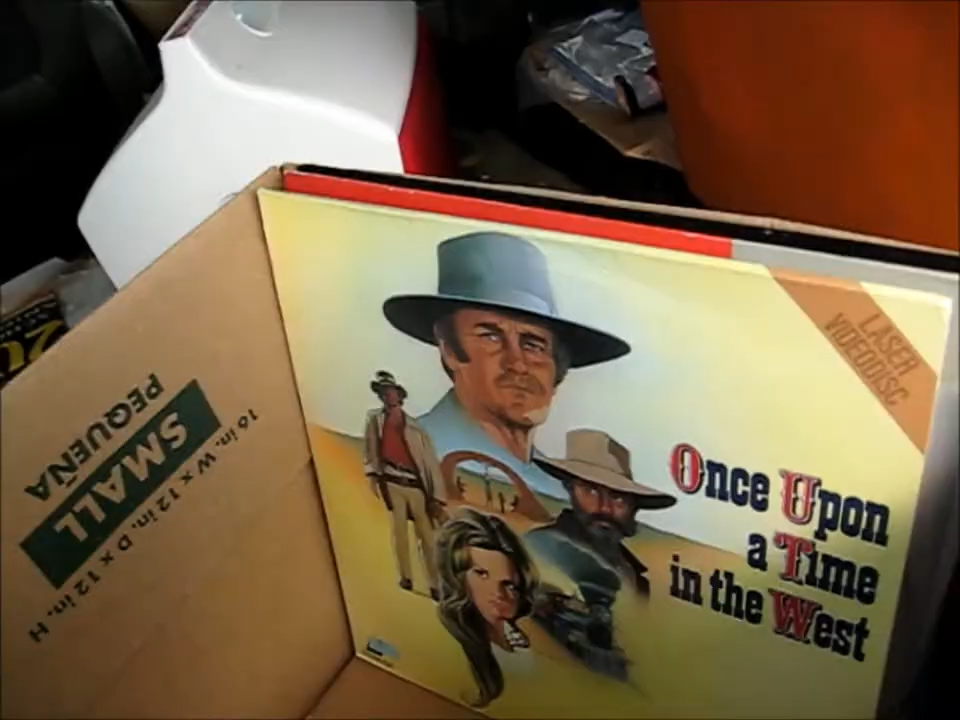 LASER
VIDEODISC
Once Upon
a Time
in the West
PEQUEÑA
SMALL
16 in. W x 12 in. D x 12 in. H